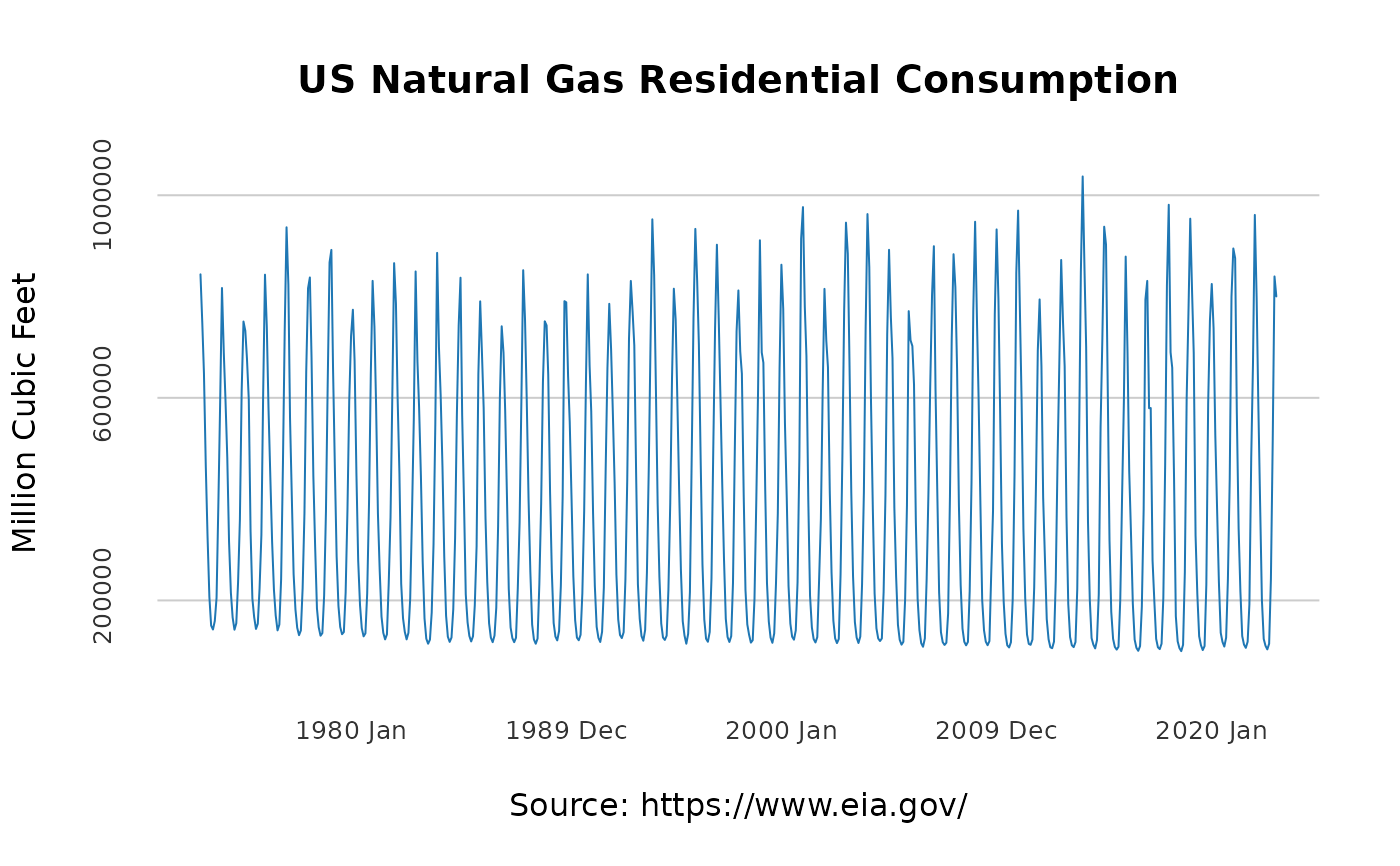 US Natural Gas Residential Consumption
Million Cubic Feet
1000000
600000
200000
1980 Jan
1989 Dec
2000 Jan
2009 Dec
2020 Jan
Source: https://www.eia.gov/